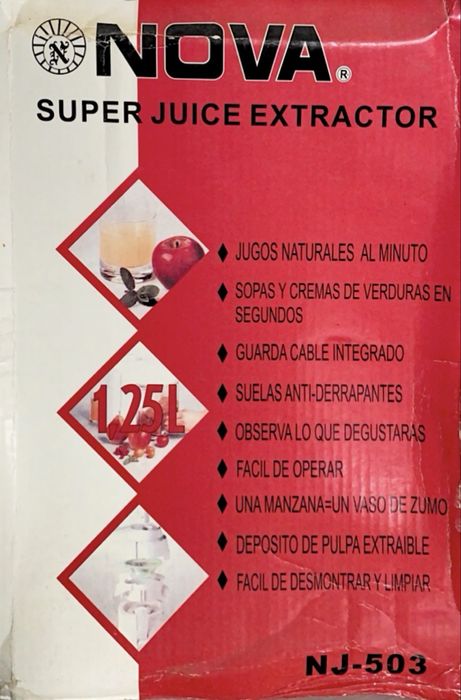 NOVA®
SUPER JUICE EXTRACTOR
♦ JUGOS NATURALES AL MINUTO
♦ SOPAS Y CREMAS DE VERDURAS EN
SEGUNDOS
♦ GUARDA CABLE INTEGRADO
♦ SUELAS ANTI-DERRAPANTES
1,25L
♦ OBSERVA LO QUE DEGUSTARAS
♦ FACIL DE OPERAR
♦ UNA MANZANA=UN VASO DE ZUMO
♦ DEPOSITO DE PULPA EXTRAIBLE
♦ FACIL DE DESMONTRAR Y LIMPIAR
NJ-503